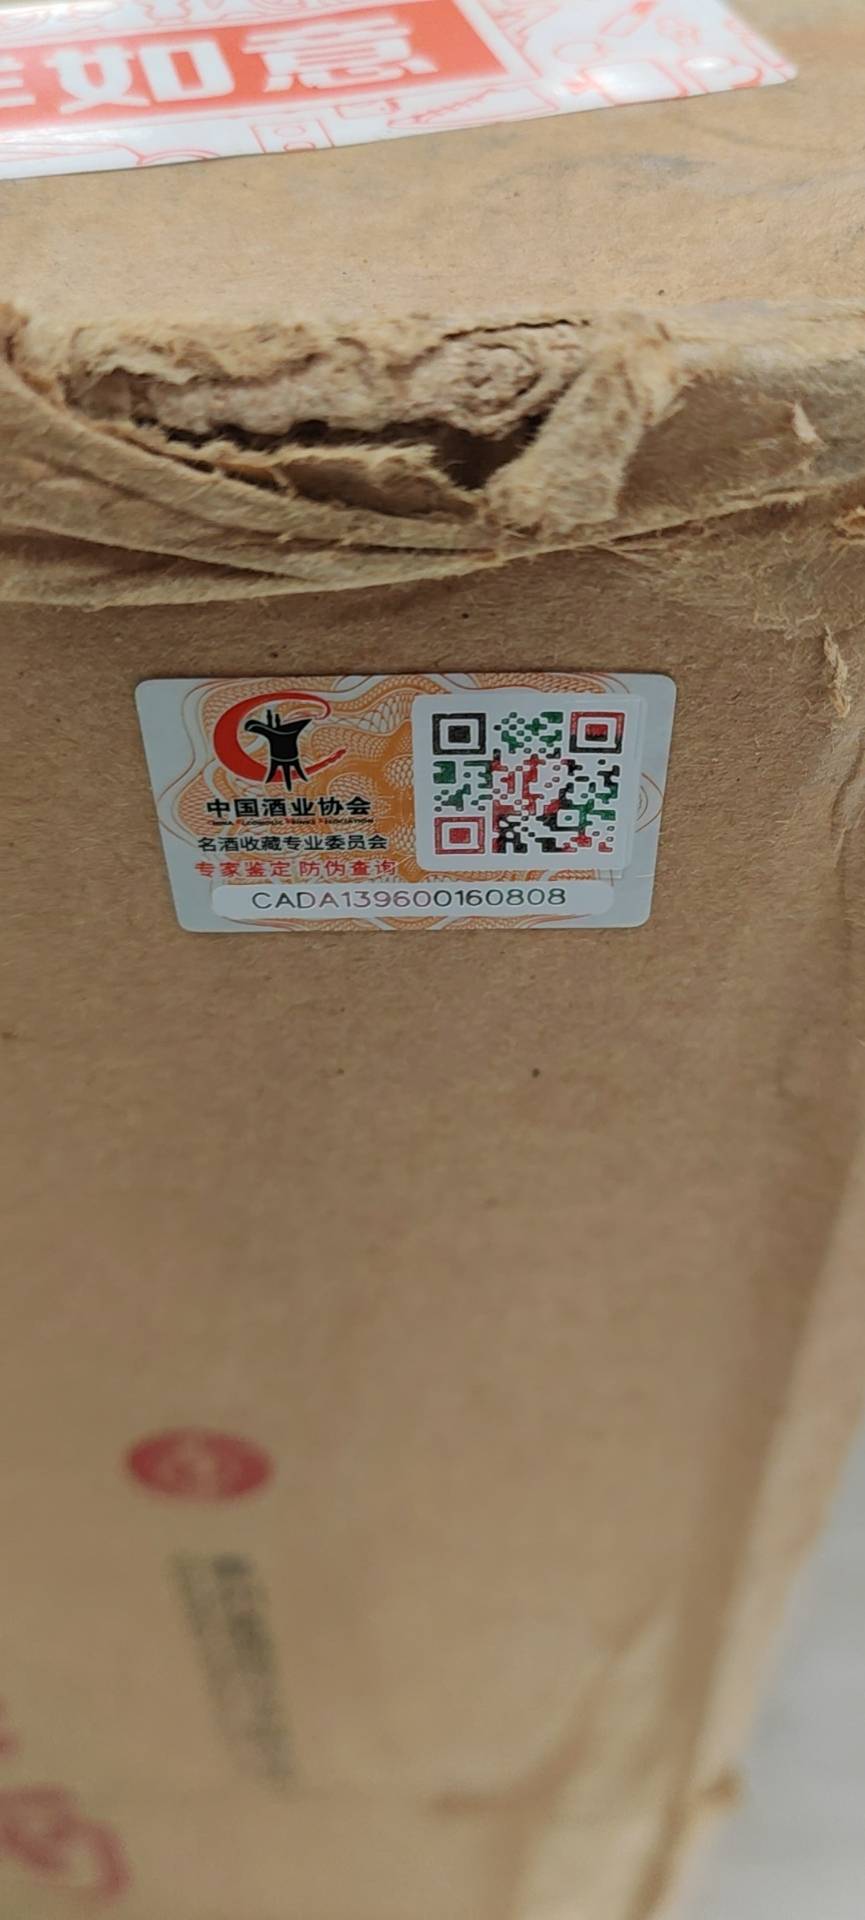 如意
中国酒业协会
名酒收藏专业委员会
专家鉴定 防伪查询
CADA139600160808